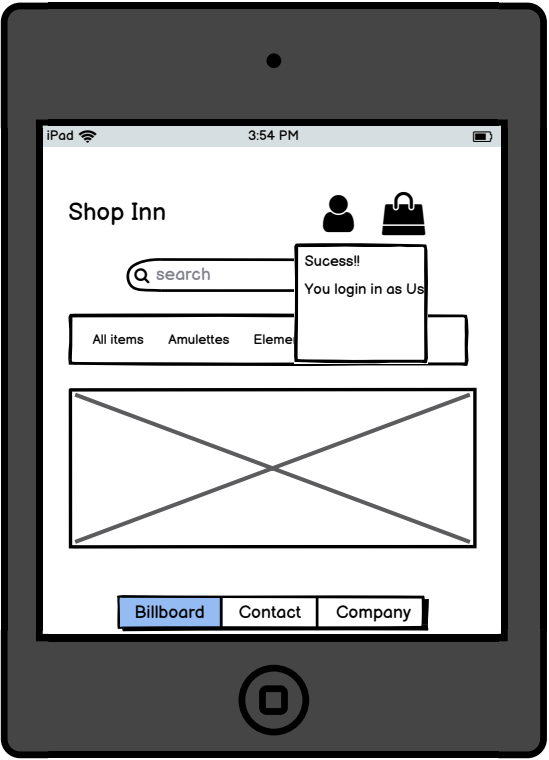 iPad 3:54 PM
Shop Inn
search
Sucess!!
You login in as Us
All items Amulettes
Billboard Contact Company